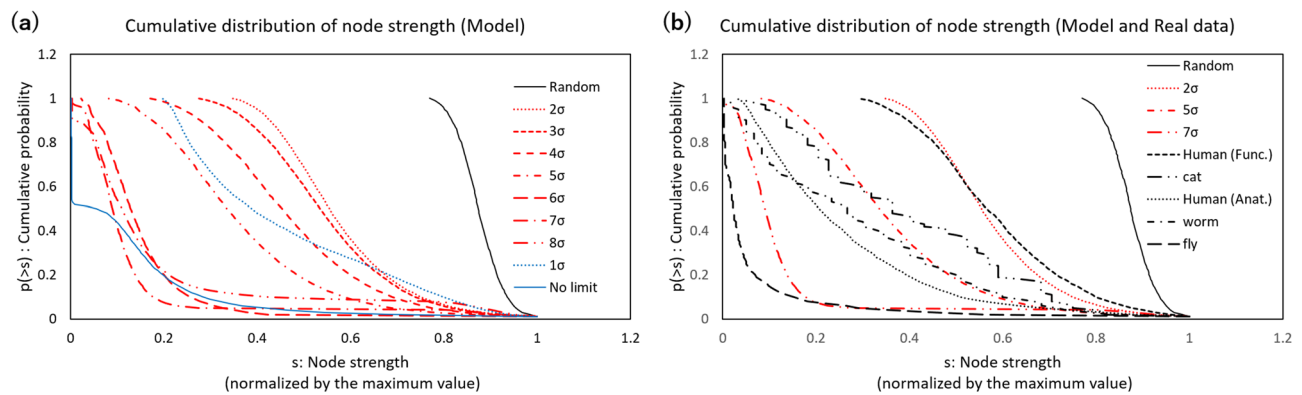 (a)
Cumulative distribution of node strength (Model)
1.2
1
0.8
0.6
0.4
0.2
0
0
0.2
0.4
0.6
0.8
1
1.2
p(>s) : Cumulative probability
s: Node strength
(normalized by the maximum value)
Random
2σ
3σ
4σ
5σ
6σ
7σ
8σ
1σ
No limit
(b)
Cumulative distribution of node strength (Model and Real data)
1.2
1
0.8
0.6
0.4
0.2
0
0
0.2
0.4
0.6
0.8
1
1.2
p(>s) : Cumulative probability
s: Node strength
(normalized by the maximum value)
Random
2σ
5σ
7σ
Human (Func.)
cat
Human (Anat.)
worm
fly